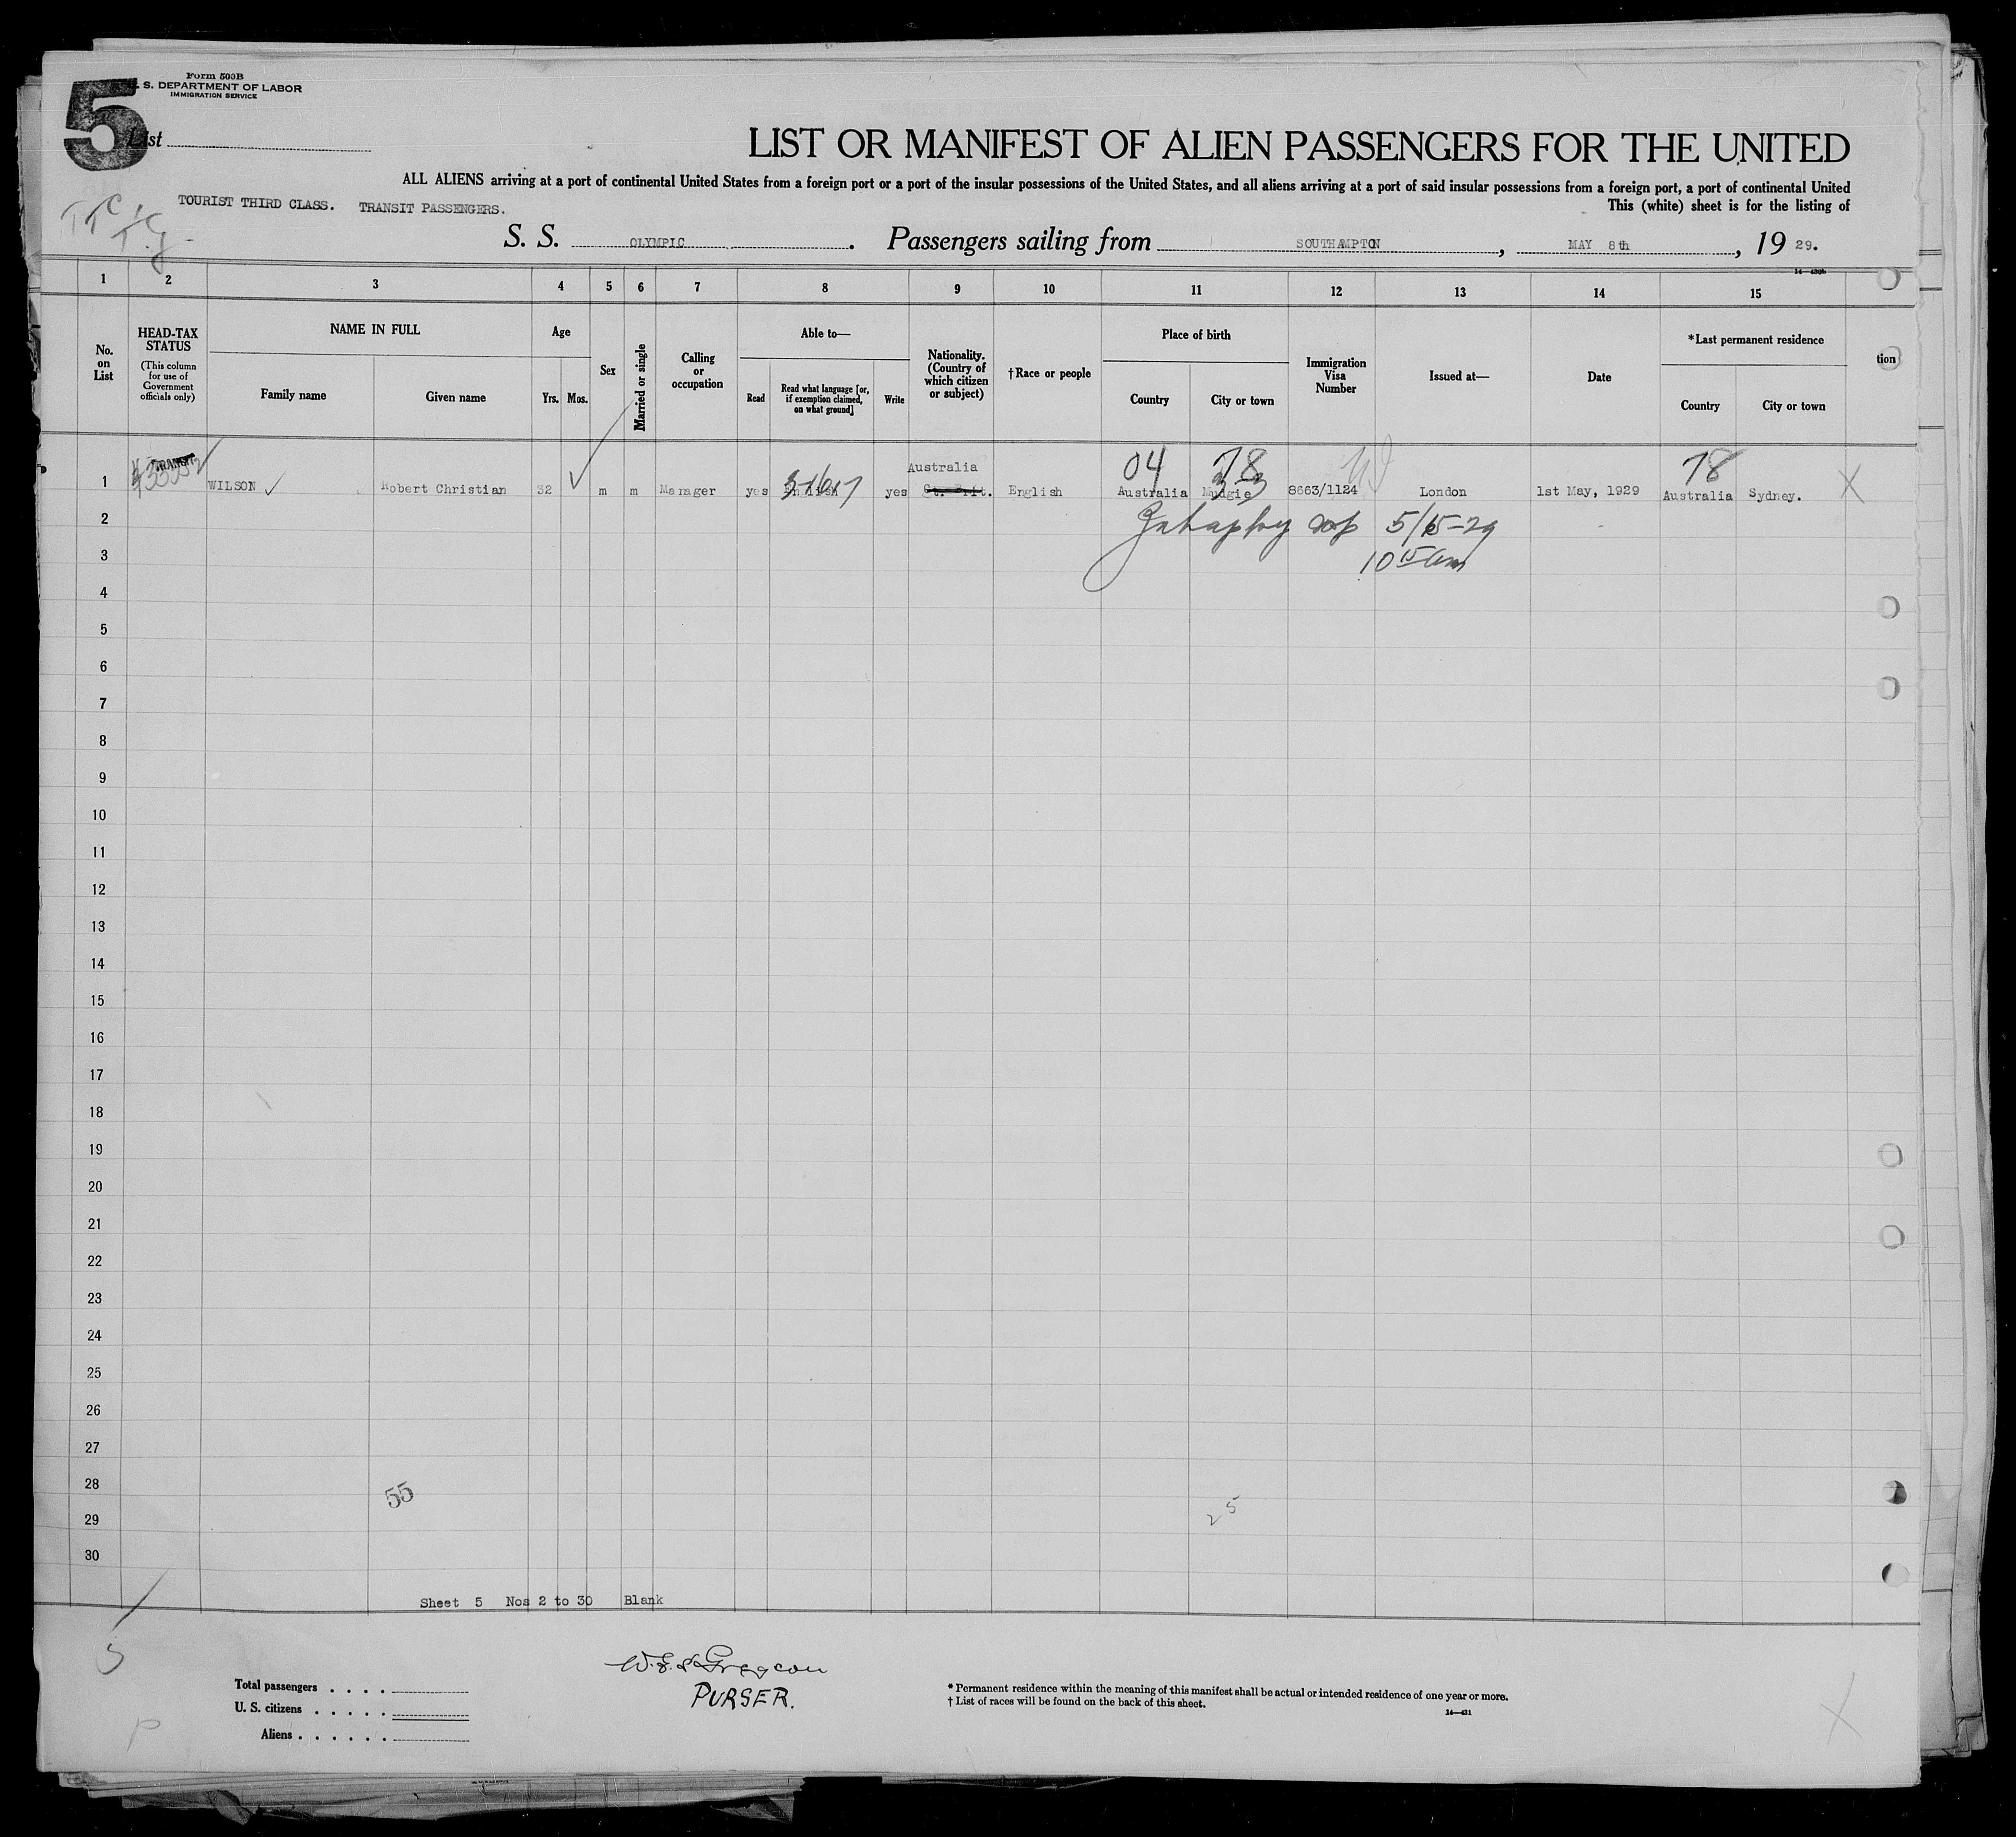 5
Form 500B
U. S. DEPARTMENT OF LABOR
IMMIGRATION SERVICE
List
LIST OR MANIFEST OF ALIEN PASSENGERS FOR THE UNITED
ALL ALIENS arriving at a port of continental United States from a foreign port or a port of the insular possessions of the United States, and all aliens arriving at a port of said insular possessions from a foreign port, a port of continental United
TOURIST THIRD CLASS. TRANSIT PASSENGERS.
This (white) sheet is for the listing of
S. S. OLYMPIC. Passengers sailing from SOUTHAMPTON, MAY 8th, 19 29.
1 2 3 4 5 6 7 8 9 10 11 12 13 14 15
No. on List
HEAD-TAX STATUS
(This column for use of Government officials only)
NAME IN FULL
Family name
Given name
Age
Yrs.
Mos.
Sex
Married or single
Calling or occupation
Able to—
Read
Read what language [or, if exemption claimed, on what ground]
Write
Nationality. (Country of which citizen or subject)
†Race or people
Place of birth
Country
City or town
Immigration Visa Number
Issued at—
Date
*Last permanent residence
Country
City or town
tion
TRANSIT
Australia 04 78 78
1 WILSON Robert Christian 32 m m Manager yes English yes Gt. Brit. English Australia Mudgie 8663/1124 London 1st May, 1929 Australia Sydney. X
2 5/15-29
3 10 15 am
4
5
6
7
8
9
10
11
12
13
14
15
16
17
18
19
20
21
22
23
24
25
26
27
28 55
29 25
30
Sheet 5 Nos 2 to 30 Blank
5
Total passengers . . . .
U. S. citizens . . . . .
Aliens . . . . . .
P
PURSER.
* Permanent residence within the meaning of this manifest shall be actual or intended residence of one year or more.
† List of races will be found on the back of this sheet.
14—431
X